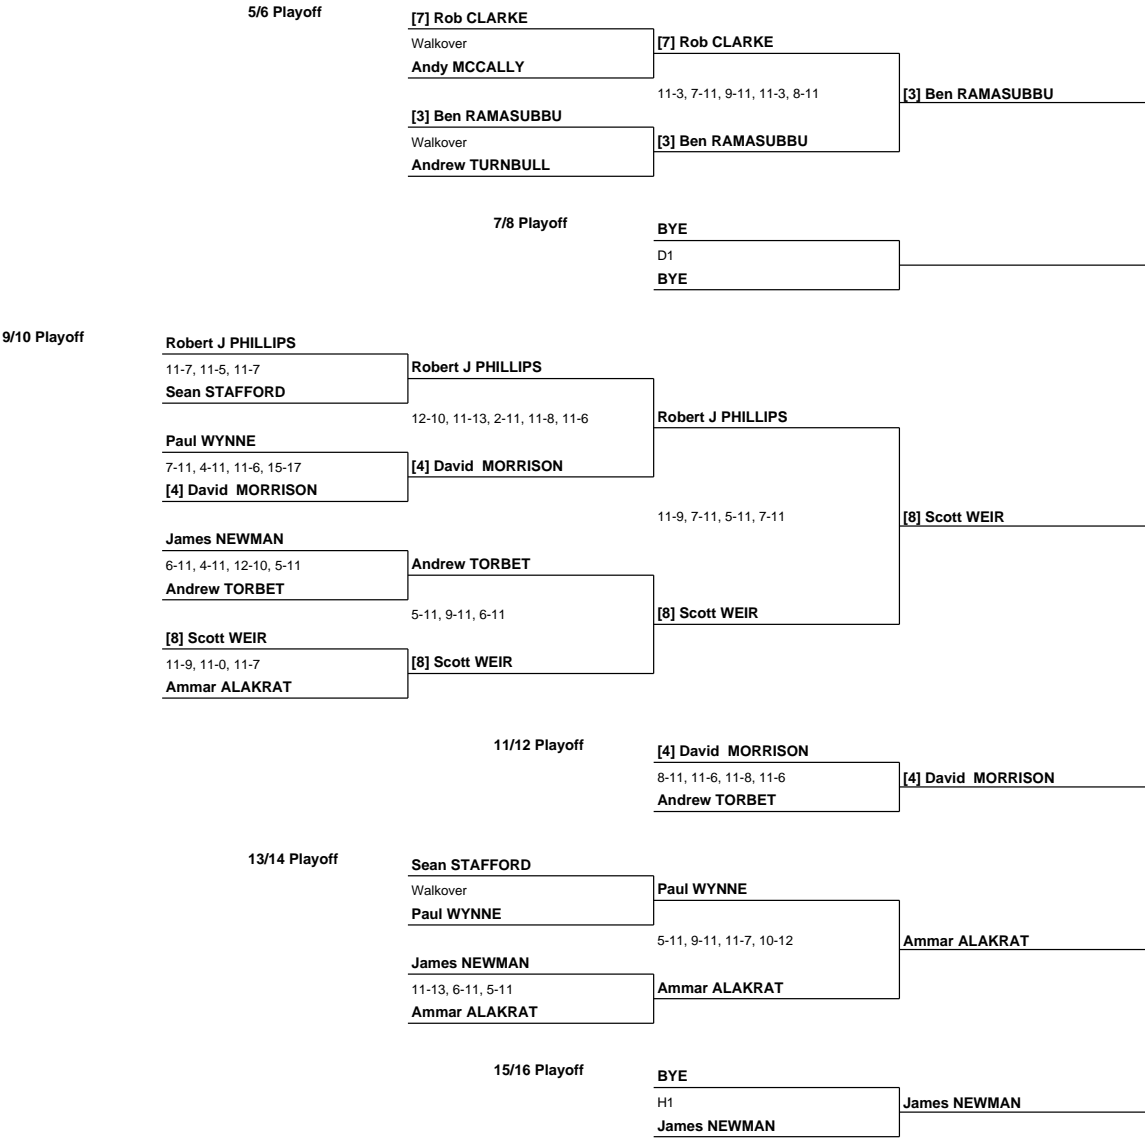 5/6 Playoff
[7] Rob CLARKE
Walkover
Andy MCCALLY
[7] Rob CLARKE
11-3, 7-11, 9-11, 11-3, 8-11
[3] Ben RAMASUBBU
[3] Ben RAMASUBBU
Walkover
Andrew TURNBULL
[3] Ben RAMASUBBU
7/8 Playoff
BYE
D1
BYE
9/10 Playoff
Robert J PHILLIPS
11-7, 11-5, 11-7
Sean STAFFORD
Robert J PHILLIPS
12-10, 11-13, 2-11, 11-8, 11-6
Robert J PHILLIPS
Paul WYNNE
7-11, 4-11, 11-6, 15-17
[4] David  MORRISON
[4] David  MORRISON
11-9, 7-11, 5-11, 7-11
[8] Scott WEIR
James NEWMAN
6-11, 4-11, 12-10, 5-11
Andrew TORBET
Andrew TORBET
5-11, 9-11, 6-11
[8] Scott WEIR
[8] Scott WEIR
11-9, 11-0, 11-7
Ammar ALAKRAT
[8] Scott WEIR
11/12 Playoff
[4] David  MORRISON
8-11, 11-6, 11-8, 11-6
Andrew TORBET
[4] David  MORRISON
13/14 Playoff
Sean STAFFORD
Walkover
Paul WYNNE
Paul WYNNE
5-11, 9-11, 11-7, 10-12
Ammar ALAKRAT
James NEWMAN
11-13, 6-11, 5-11
Ammar ALAKRAT
Ammar ALAKRAT
15/16 Playoff
BYE
H1
James NEWMAN
James NEWMAN